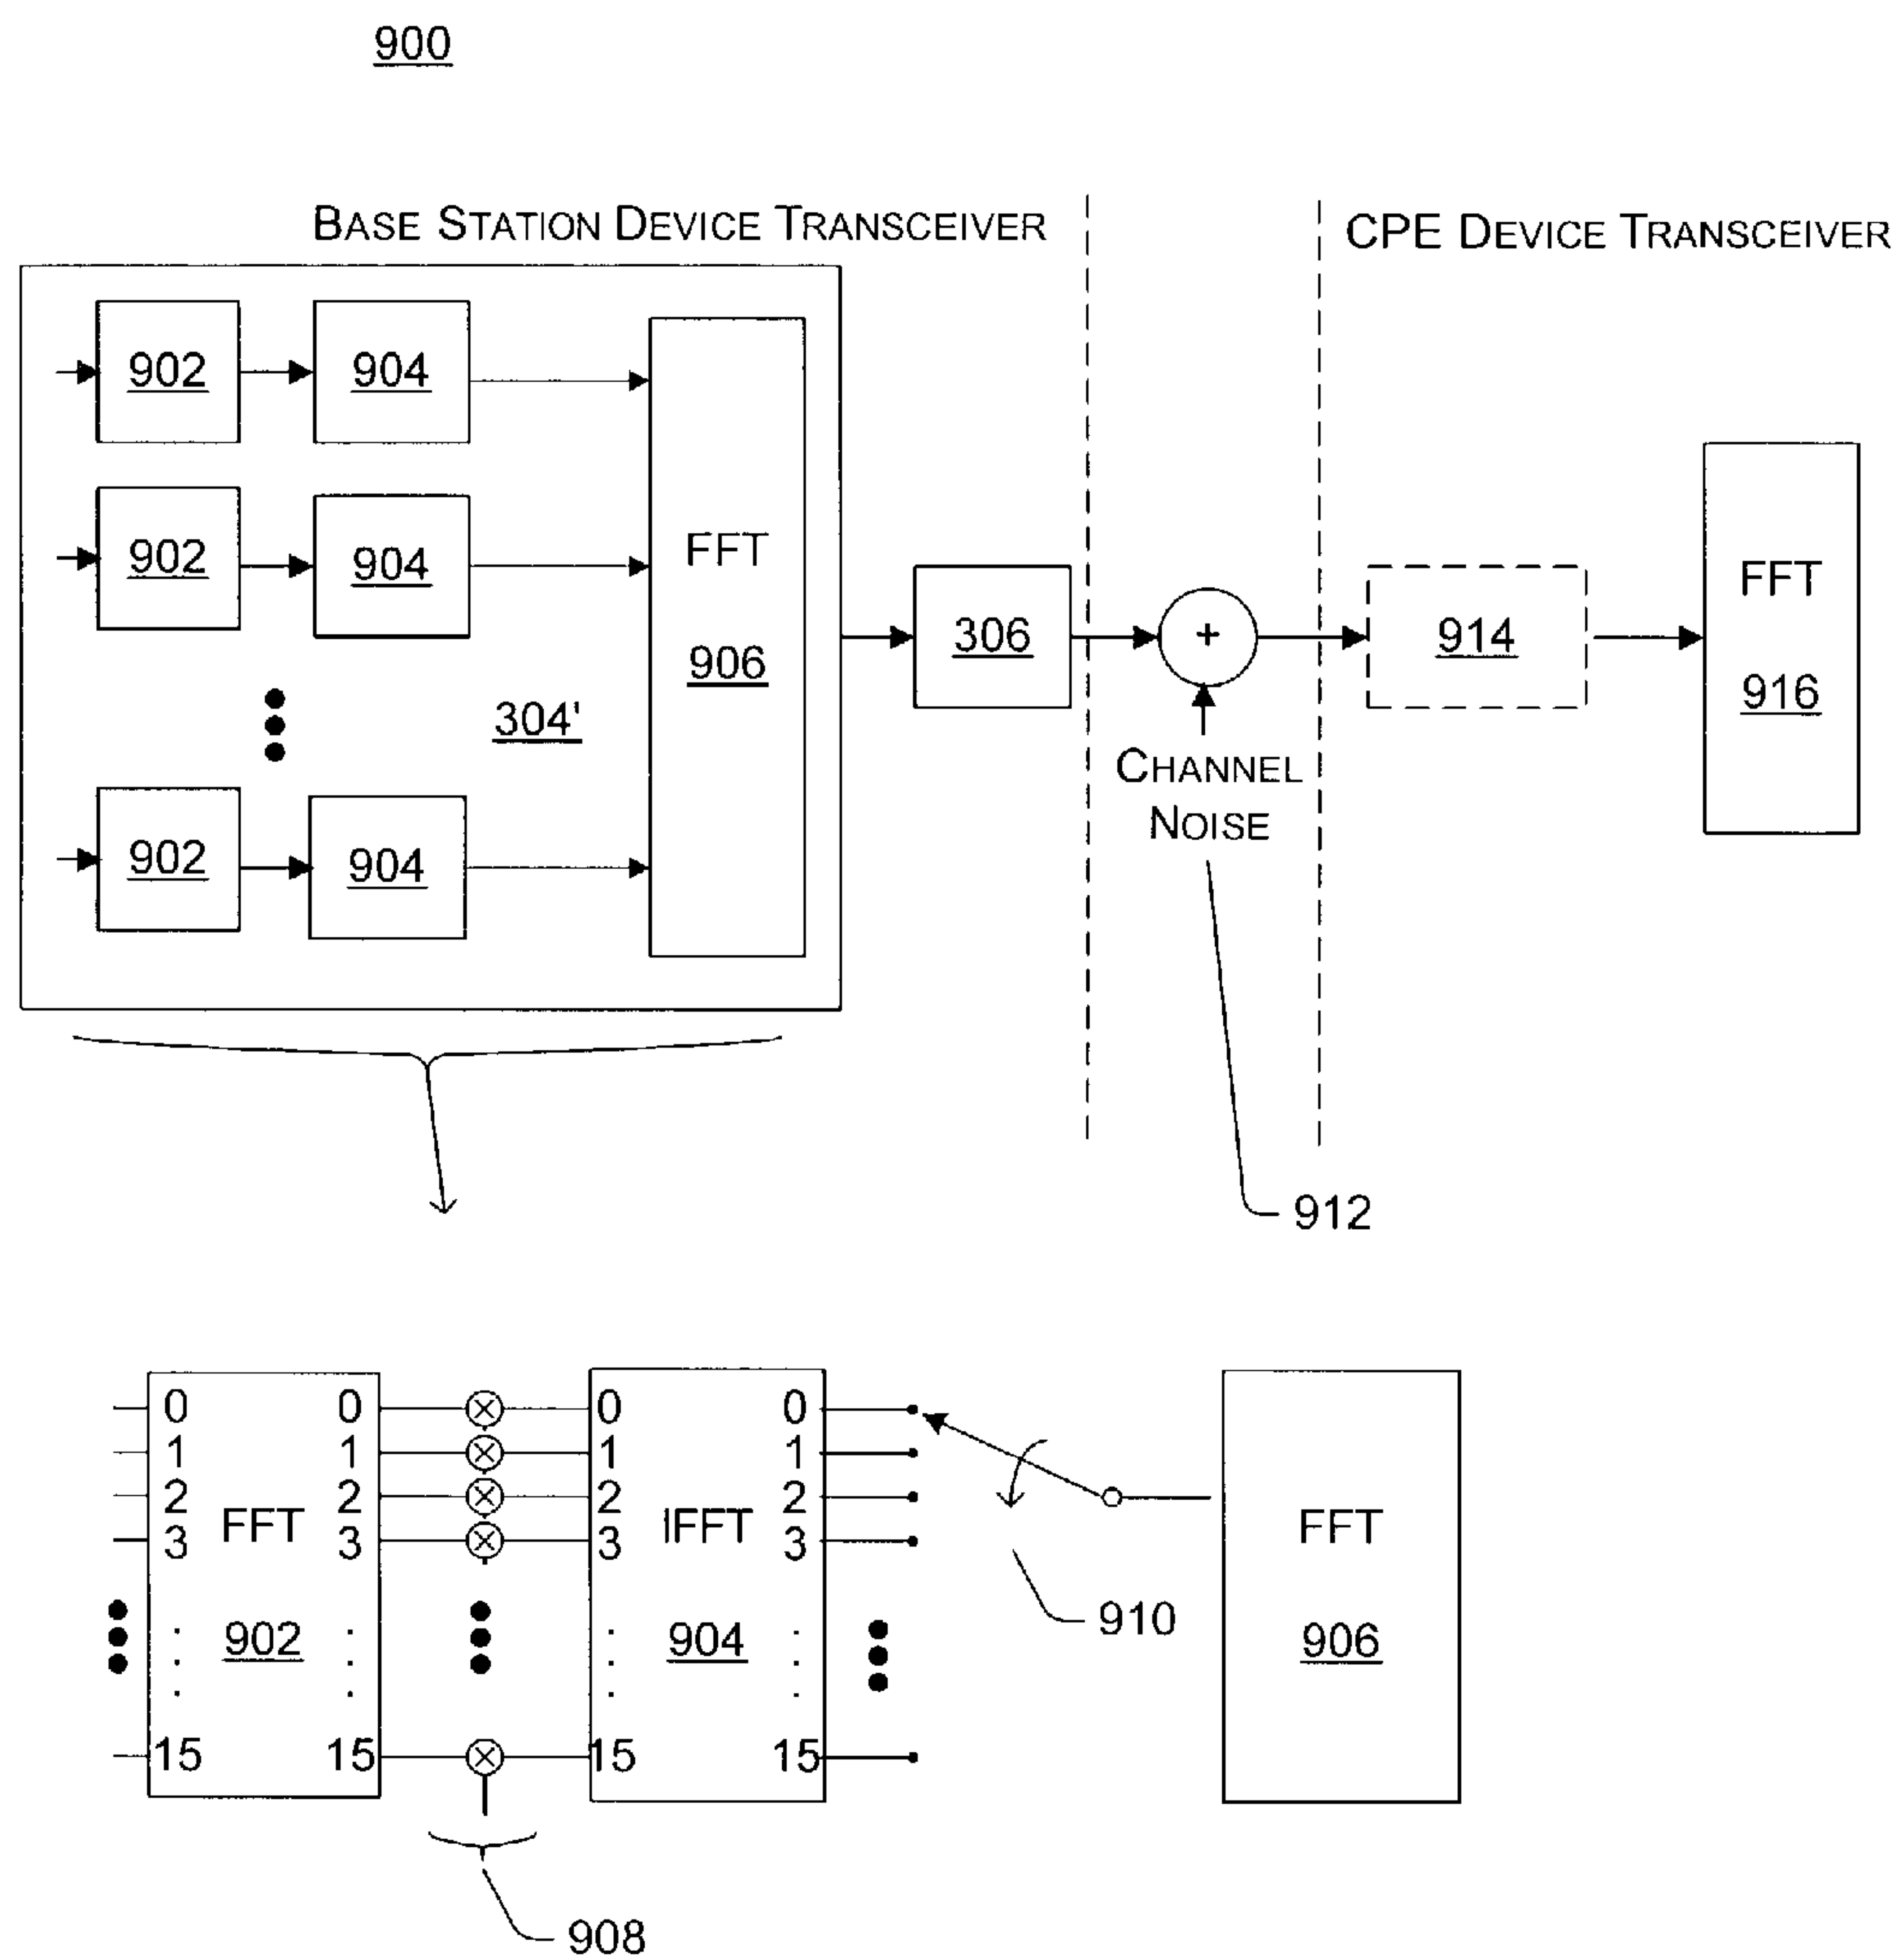 900
BASE STATION DEVICE TRANSCEIVER
CPE DEVICE TRANSCEIVER
902
904
902
904
FFT
906
304'
902
904
306
+
CHANNEL
NOISE
914
FFT
916
912
0 0 0 0
1 1 1 1
2 2 2 2
3 3 3 3
FFT
902
IFFT
904
15 15 15 15
FFT
906
910
908